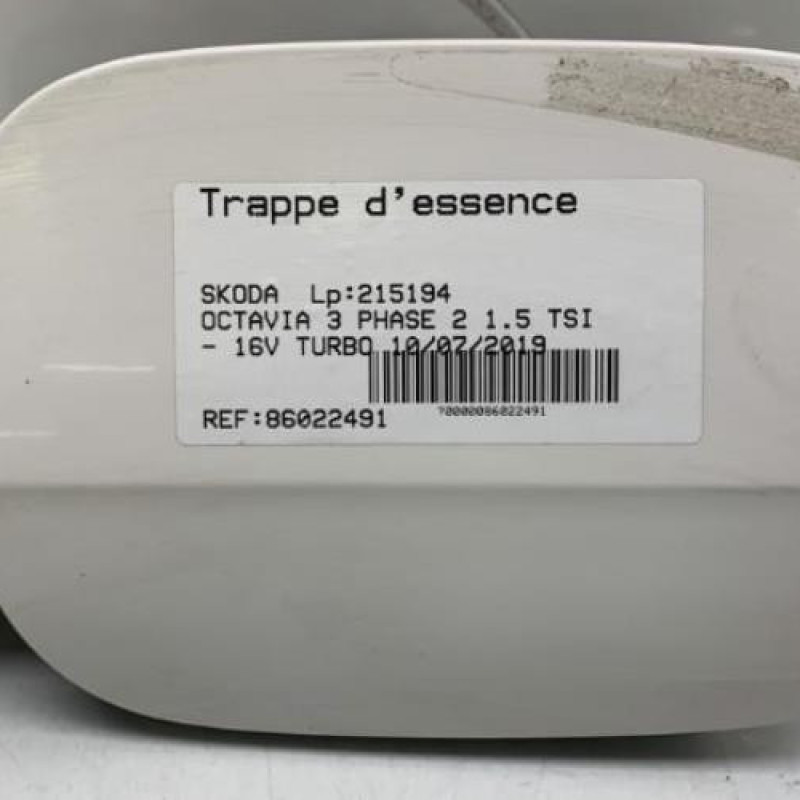 Trappe d'essence
SKODA Lp:215194
OCTAVIA 3 PHASE 2 1.5 TSI
- 16V TURBO 10/07/2019
REF:86022491
?0000086022491